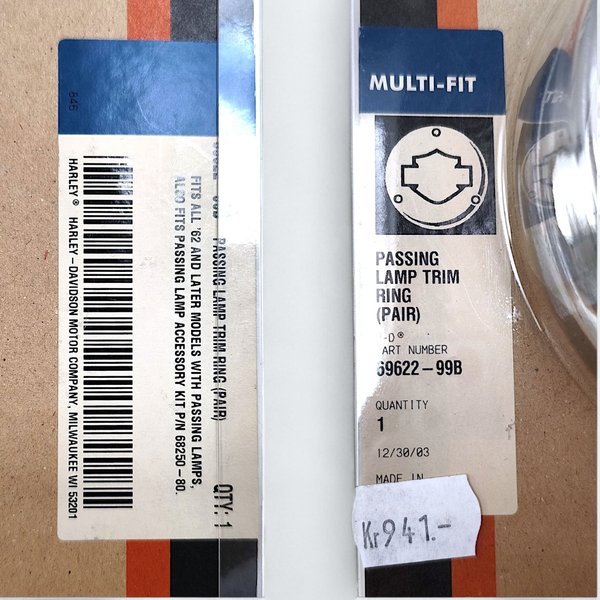 846
PASSING LAMP TRIM RING (PAIR) QTY: 1
FITS ALL '62 AND LATER MODELS WITH PASSING LAMPS,
ALSO FITS PASSING LAMP ACCESSORY KIT P/N 68250-80.
HARLEY® HARLEY-DAVIDSON MOTOR COMPANY, MILWAUKEE WI 53201
MULTI-FIT
PASSING
LAMP TRIM
RING
(PAIR)
-D®
ART NUMBER
69622-99B
QUANTITY
1
12/30/03
MADE IN
Kr 941.-